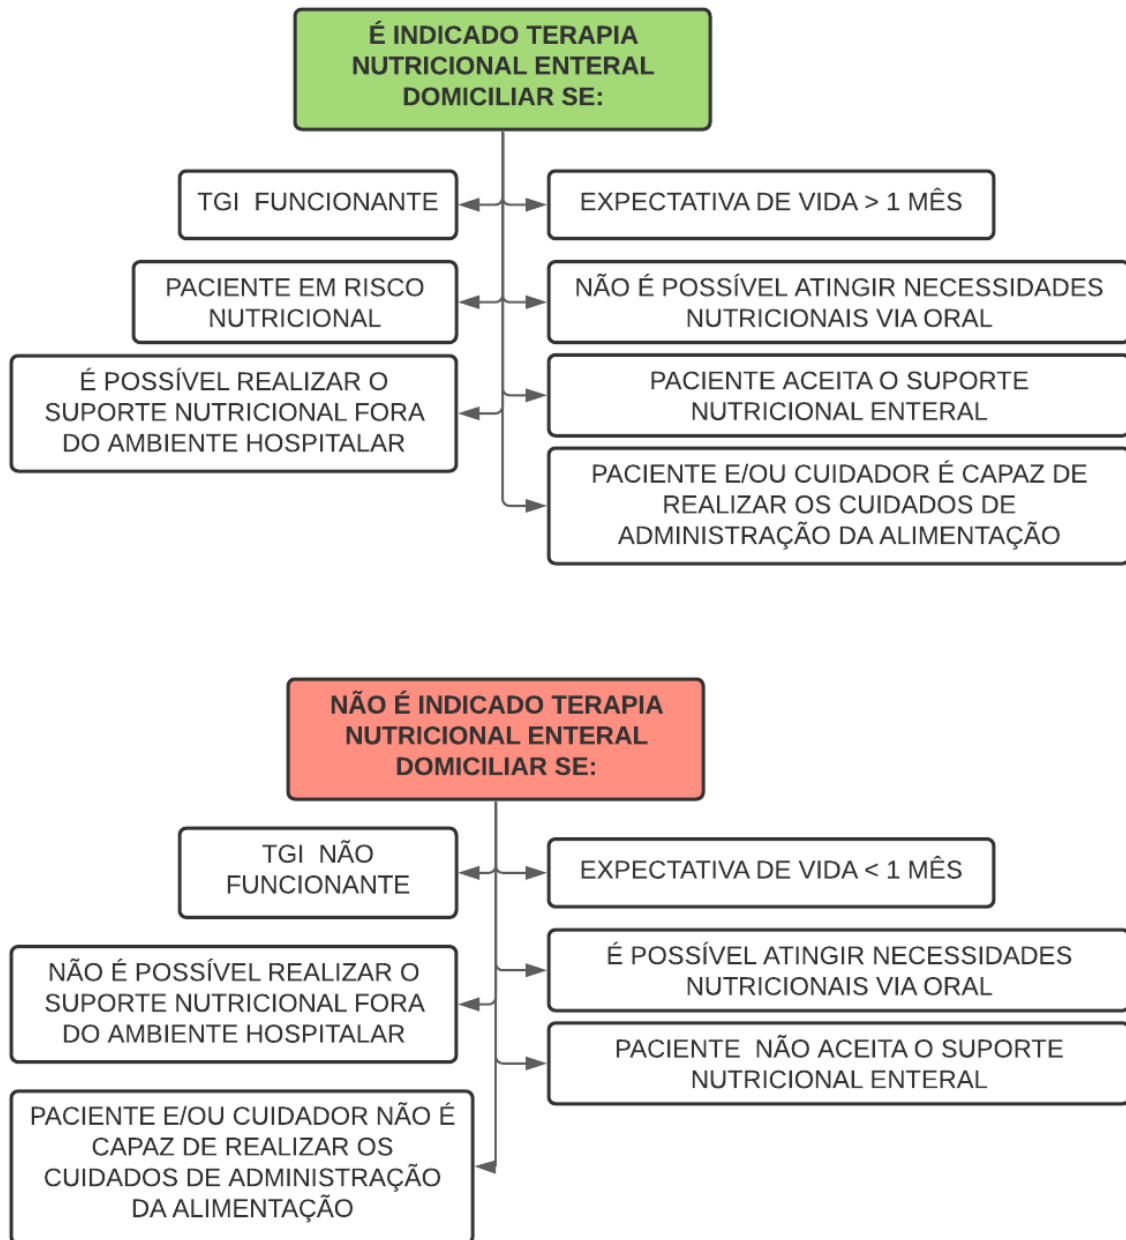 É INDICADO TERAPIA
NUTRICIONAL ENTERAL
DOMICILIAR SE:
TGI FUNCIONANTE
EXPECTATIVA DE VIDA > 1 MÊS
PACIENTE EM RISCO
NUTRICIONAL
NÃO É POSSÍVEL ATINGIR NECESSIDADES
NUTRICIONAIS VIA ORAL
É POSSÍVEL REALIZAR O
SUPORTE NUTRICIONAL FORA
DO AMBIENTE HOSPITALAR
PACIENTE ACEITA O SUPORTE
NUTRICIONAL ENTERAL
PACIENTE E/OU CUIDADOR É CAPAZ DE
REALIZAR OS CUIDADOS DE
ADMINISTRAÇÃO DA ALIMENTAÇÃO
NÃO É INDICADO TERAPIA
NUTRICIONAL ENTERAL
DOMICILIAR SE:
TGI NÃO
FUNCIONANTE
EXPECTATIVA DE VIDA < 1 MÊS
NÃO É POSSÍVEL REALIZAR O
SUPORTE NUTRICIONAL FORA
DO AMBIENTE HOSPITALAR
É POSSÍVEL ATINGIR NECESSIDADES
NUTRICIONAIS VIA ORAL
PACIENTE NÃO ACEITA O SUPORTE
NUTRICIONAL ENTERAL
PACIENTE E/OU CUIDADOR NÃO É
CAPAZ DE REALIZAR OS
CUIDADOS DE ADMINISTRAÇÃO
DA ALIMENTAÇÃO